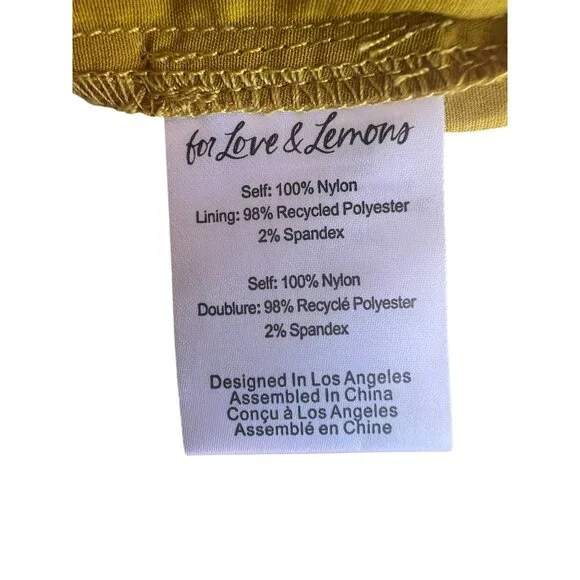 for Love & Lemons
Self: 100% Nylon
Lining: 98% Recycled Polyester
2% Spandex
Self: 100% Nylon
Doublure: 98% Recyclé Polyester
2% Spandex
Designed In Los Angeles
Assembled In China
Conçu à Los Angeles
Assemblé en Chine